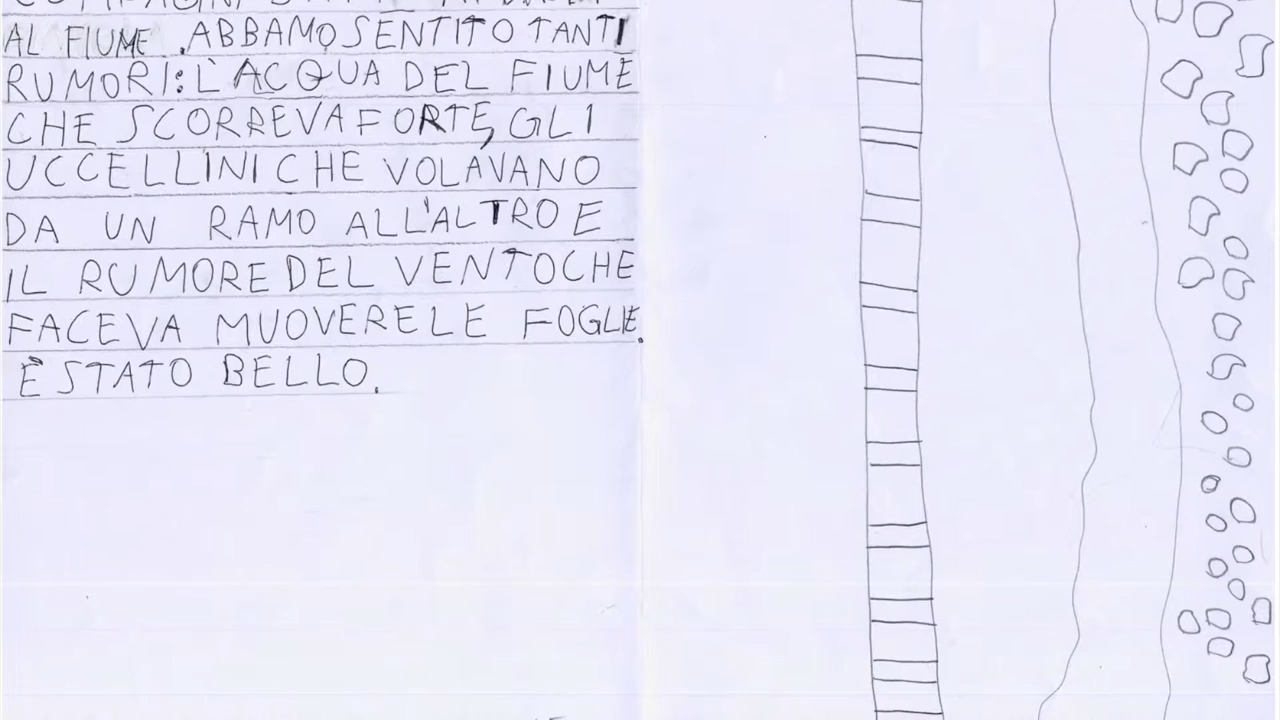 AL FIUME. ABBAMO SENTITO TANTI
RUMORI: L'ACQUA DEL FIUME
CHE SCORREVA FORTE, GLI
UCCELLINI CHE VOLAVANO
DA UN RAMO ALL'ALTRO E
IL RUMORE DEL VENTO CHE
FACEVA MUOVERE LE FOGLIE.
È STATO BELLO.